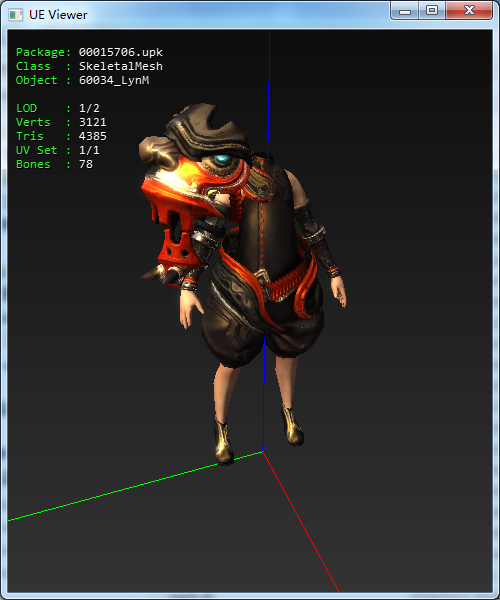 UE Viewer
Package: 00015706.upk
Class  : SkeletalMesh
Object : 60034_LynM
LOD    : 1/2
Verts  : 3121
Tris   : 4385
UV Set : 1/1
Bones  : 78